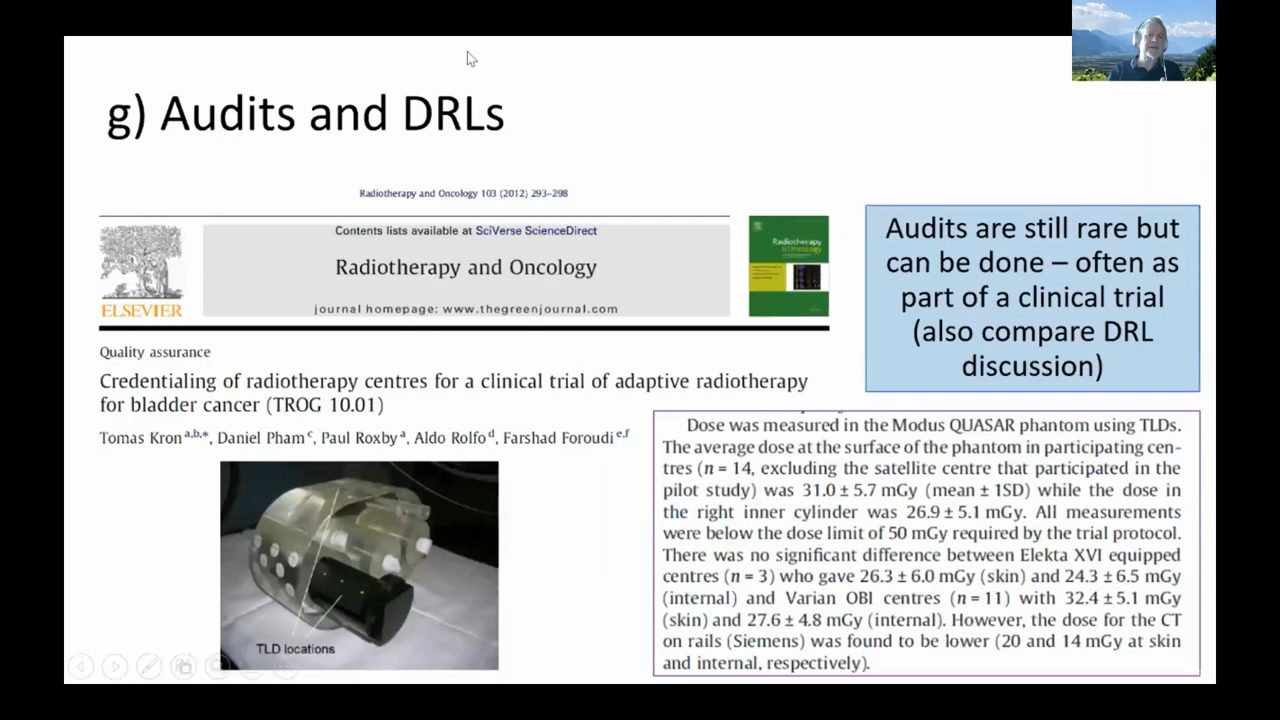 g) Audits and DRLs
Radiotherapy and Oncology 103 (2012) 293–298
Contents lists available at SciVerse ScienceDirect
Radiotherapy and Oncology
journal homepage: www.thegreenjournal.com
ELSEVIER
Radiotherapy
& Oncology
Audits are still rare but
can be done – often as
part of a clinical trial
(also compare DRL
discussion)
Quality assurance
Credentialing of radiotherapy centres for a clinical trial of adaptive radiotherapy
for bladder cancer (TROG 10.01)
Tomas Kron a,b,*, Daniel Pham c, Paul Roxby a, Aldo Rolfo d, Farshad Foroudi e,f
TLD locations
Dose was measured in the Modus QUASAR phantom using TLDs.
The average dose at the surface of the phantom in participating cen-
tres (n = 14, excluding the satellite centre that participated in the
pilot study) was 31.0 ± 5.7 mGy (mean ± 1SD) while the dose in
the right inner cylinder was 26.9 ± 5.1 mGy. All measurements
were below the dose limit of 50 mGy required by the trial protocol.
There was no significant difference between Elekta XVI equipped
centres (n = 3) who gave 26.3 ± 6.0 mGy (skin) and 24.3 ± 6.5 mGy
(internal) and Varian OBI centres (n = 11) with 32.4 ± 5.1 mGy
(skin) and 27.6 ± 4.8 mGy (internal). However, the dose for the CT
on rails (Siemens) was found to be lower (20 and 14 mGy at skin
and internal, respectively).